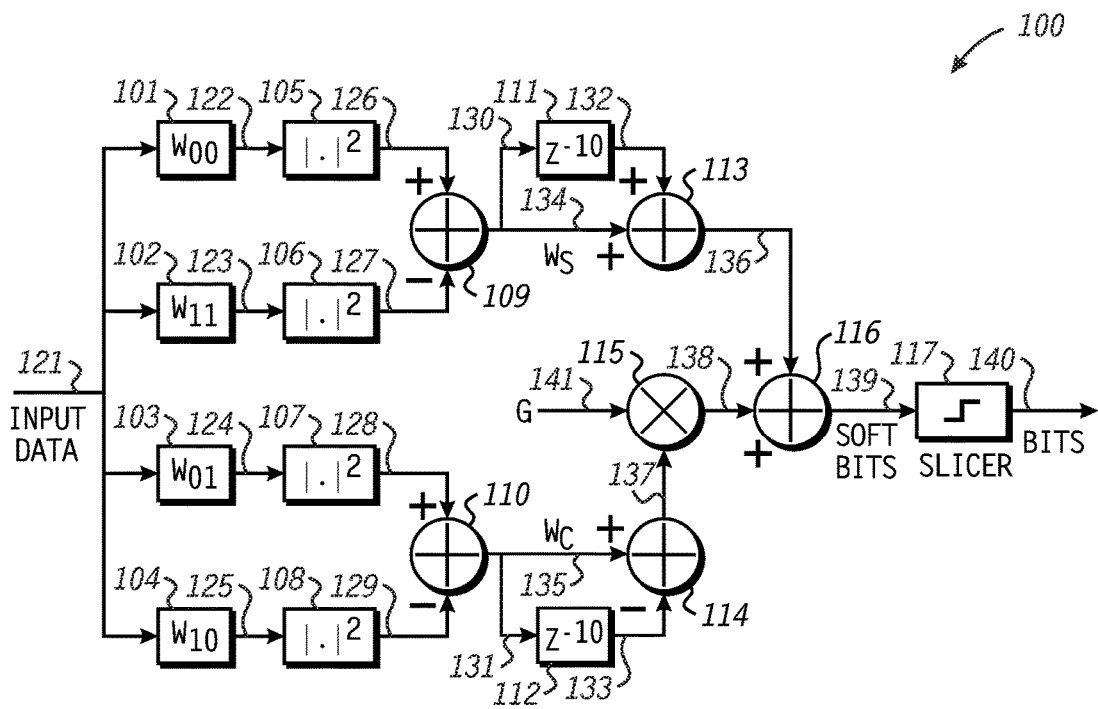 100
101 122 105 126 111 132
130
W00 |.|2 Z-10
113
+ +
134
WS
+
136
102 123 106 127
- 109
W11 |.|2
115 138 116 117 140
121
141 + 139
G
INPUT DATA
+
SOFT BITS
SLICER
BITS
103 124 107 128
137
W01 |.|2
+ 110 WC +
135
104 125 108 129
- - 114
W10 |.|2 Z-10
131 112 133